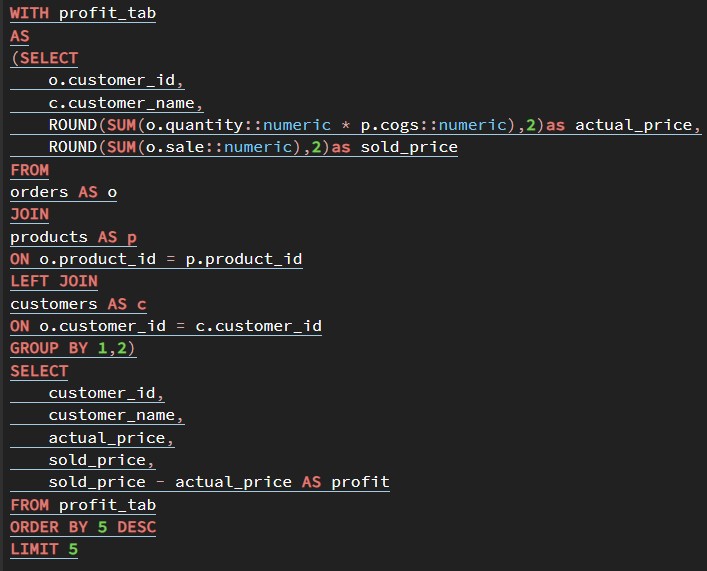 WITH profit_tab
AS
(SELECT
    o.customer_id,
    c.customer_name,
    ROUND(SUM(o.quantity::numeric * p.cogs::numeric),2)as actual_price,
    ROUND(SUM(o.sale::numeric),2)as sold_price
FROM
orders AS o
JOIN
products AS p
ON o.product_id = p.product_id
LEFT JOIN
customers AS c
ON o.customer_id = c.customer_id
GROUP BY 1,2)
SELECT
    customer_id,
    customer_name,
    actual_price,
    sold_price,
    sold_price - actual_price AS profit
FROM profit_tab
ORDER BY 5 DESC
LIMIT 5